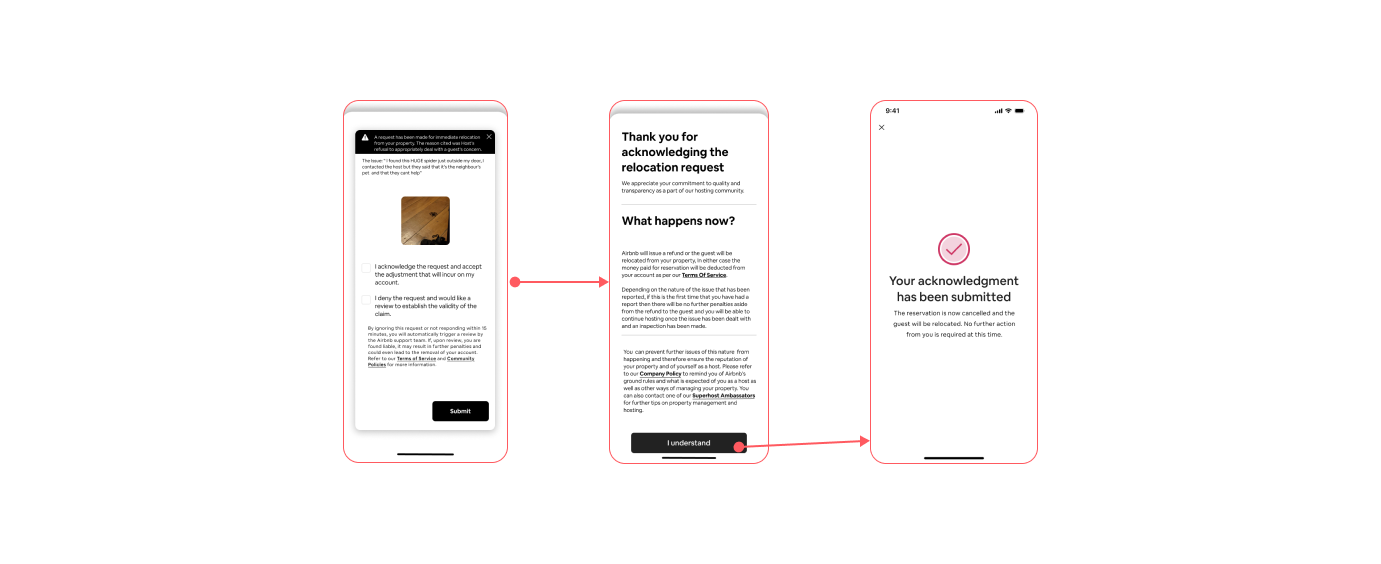 A request has been made for immediate relocation
from your property. The reason cited was Host's
refusal to appropriately deal with a guest's concern.
The Issue: " I found this HUGE spider just outside my door, I
contacted the host but they said that it's the neighbour's
pet and that they cant help"
I acknowledge the request and accept
the adjustment that will incur on my
account.
I deny the request and would like a
review to establish the validity of the
claim.
By ignoring this request or not responding within 15
minutes, you will automatically trigger a review by
the Airbnb support team. If, upon review, you are
found liable, it may result in further penalties and
could even lead to the removal of your account.
Refer to our Terms of Service and Community
Policies for more information.
Submit
Thank you for
acknowledging the
relocation request
We appreciate your commitment to quality and
transparency as a part of our hosting community.
What happens now?
Airbnb will issue a refund or the guest will be
relocated from your property, In either case the
money paid for reservation will be deducted from
your account as per our Terms Of Service.
Depending on the nature of the issue that has been
reported, if this is the first time that you have had a
report then there will be no further penalties aside
from the refund to the guest and you will be able to
continue hosting once the issue has been dealt with
and an inspection has been made.
You can prevent further issues of this nature from
happening and therefore ensure the reputation of
your property and of yourself as a host. Please refer
to our Company Policy to remind you of Airbnb's
ground rules and what is expected of you as a host as
well as other ways of managing your property. You
can also contact one of our Superhost Ambassadors
for further tips on property management and
hosting.
I understand
9:41
Your acknowledgment
has been submitted
The reservation is now cancelled and the
guest will be relocated. No further action
from you is required at this time.